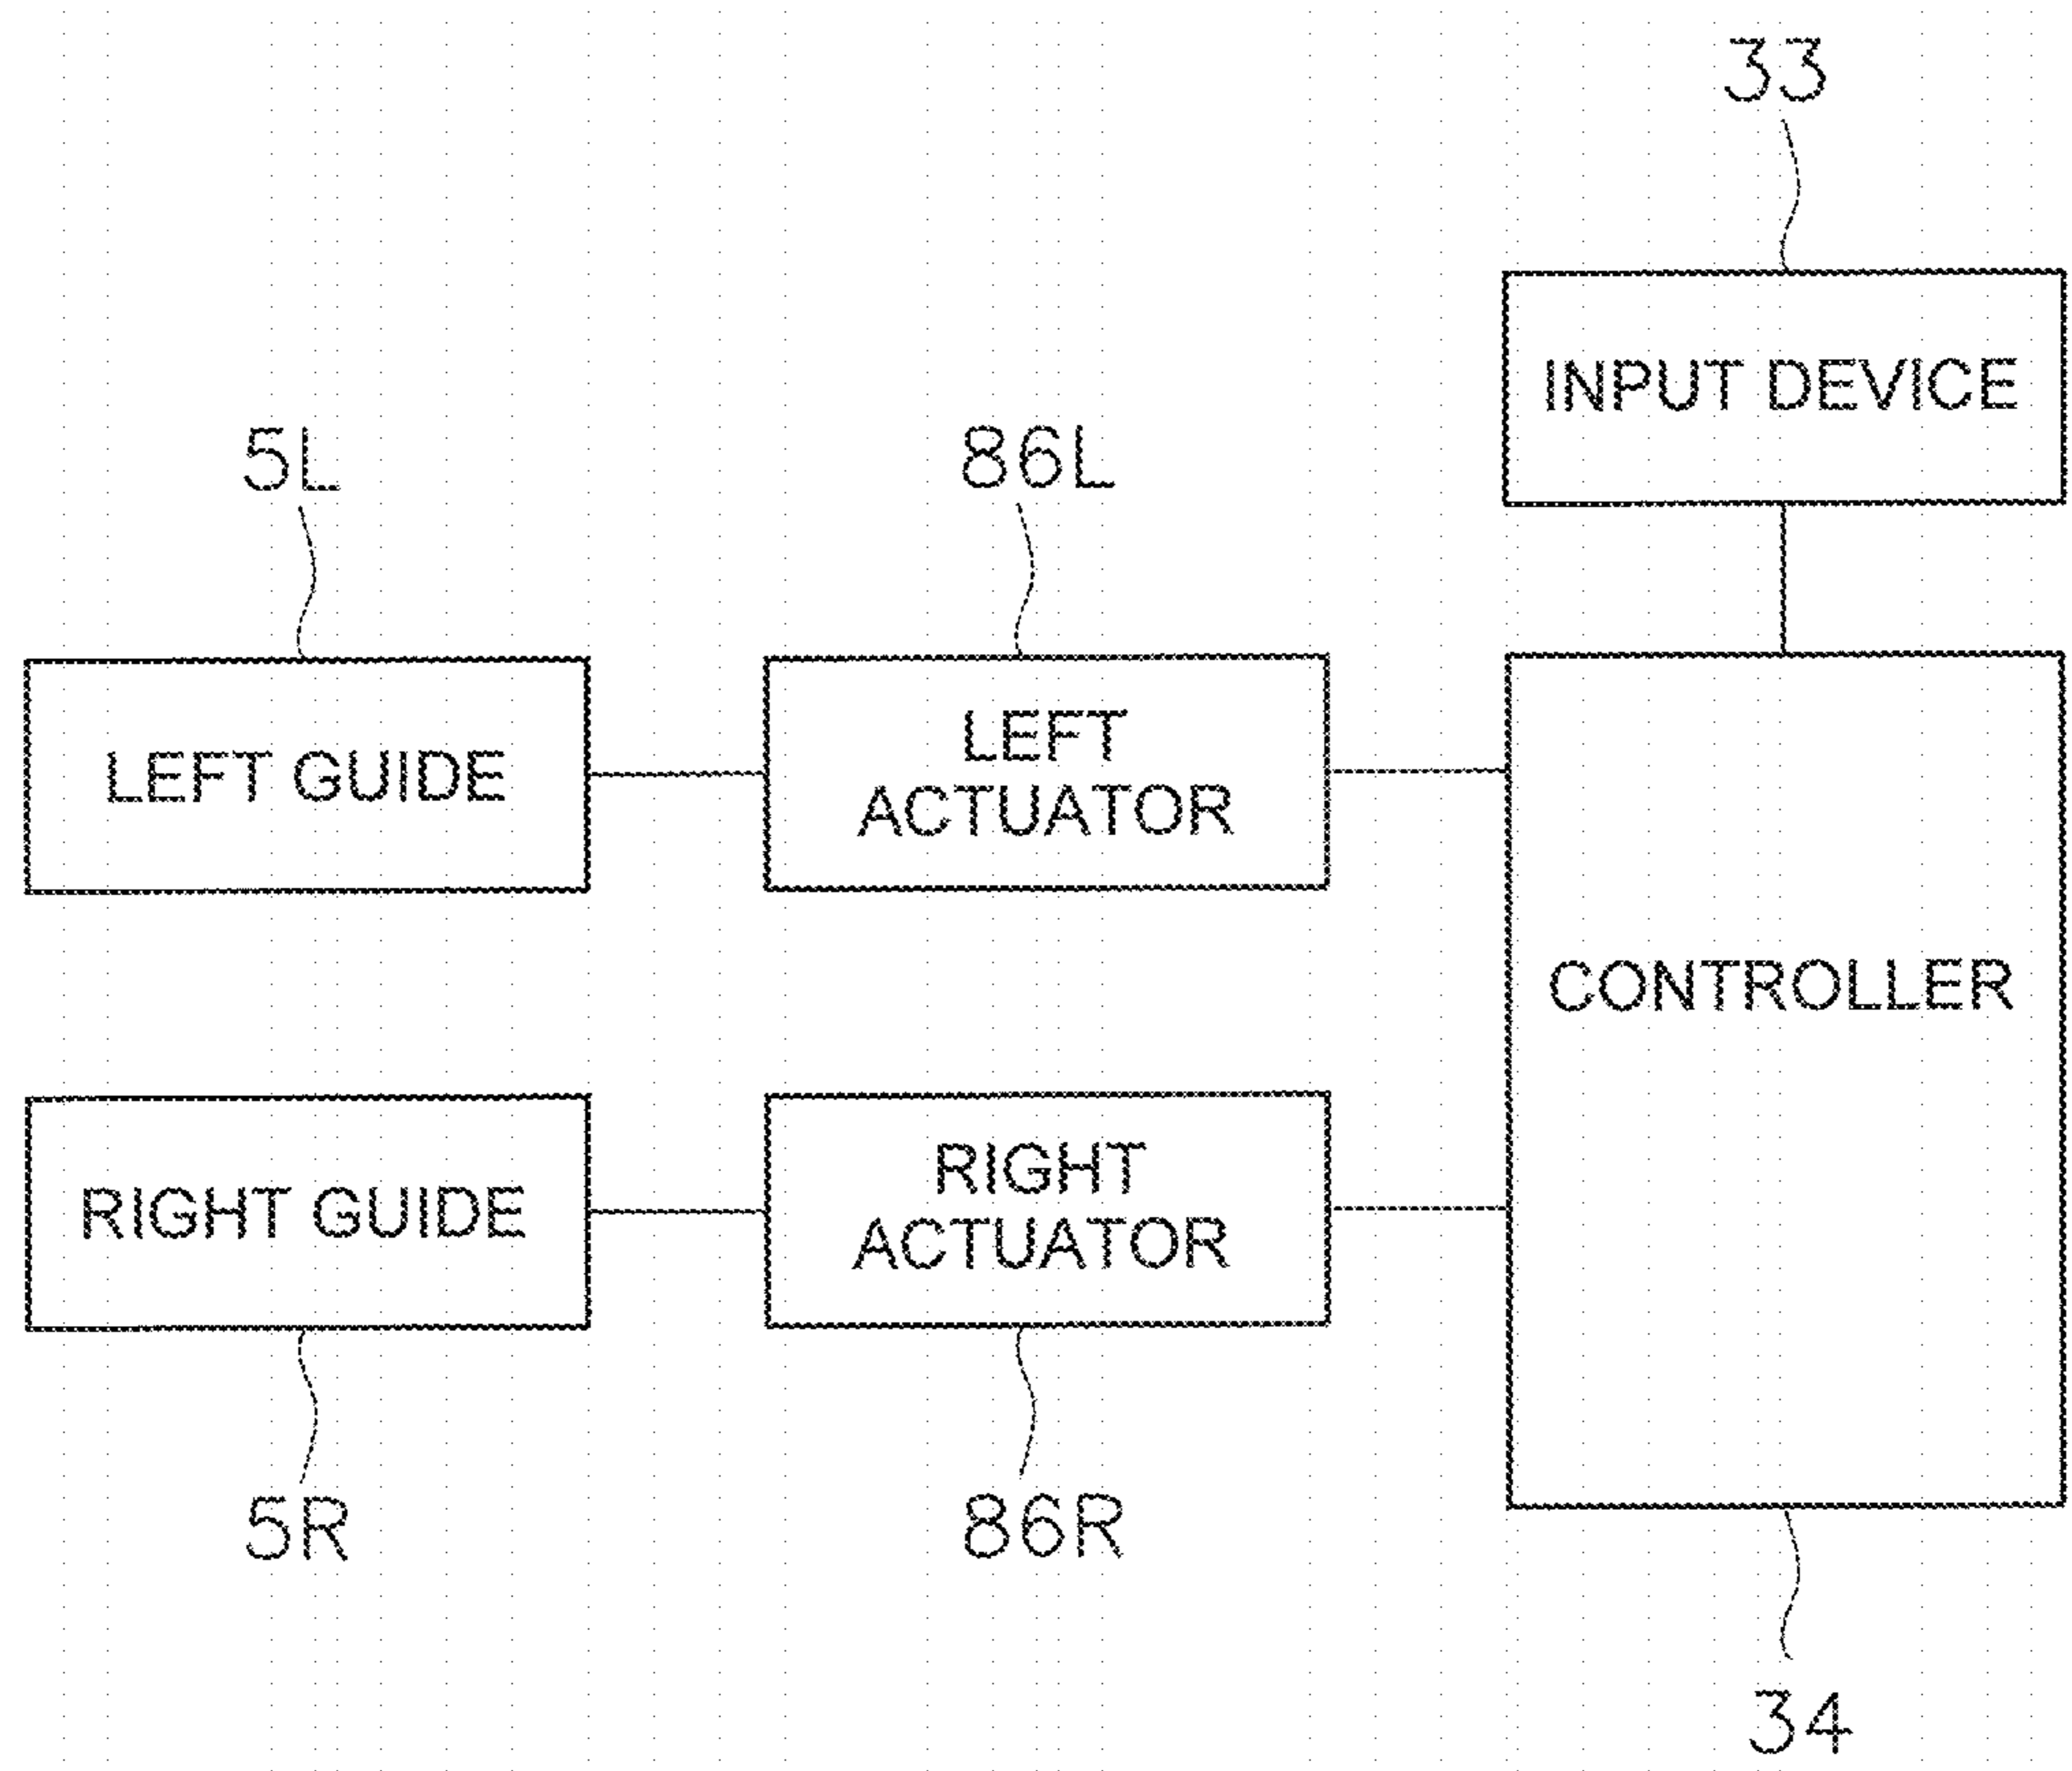 33
INPUT DEVICE
5L
86L
LEFT GUIDE
LEFT
ACTUATOR
CONTROLLER
RIGHT GUIDE
RIGHT
ACTUATOR
5R
86R
34